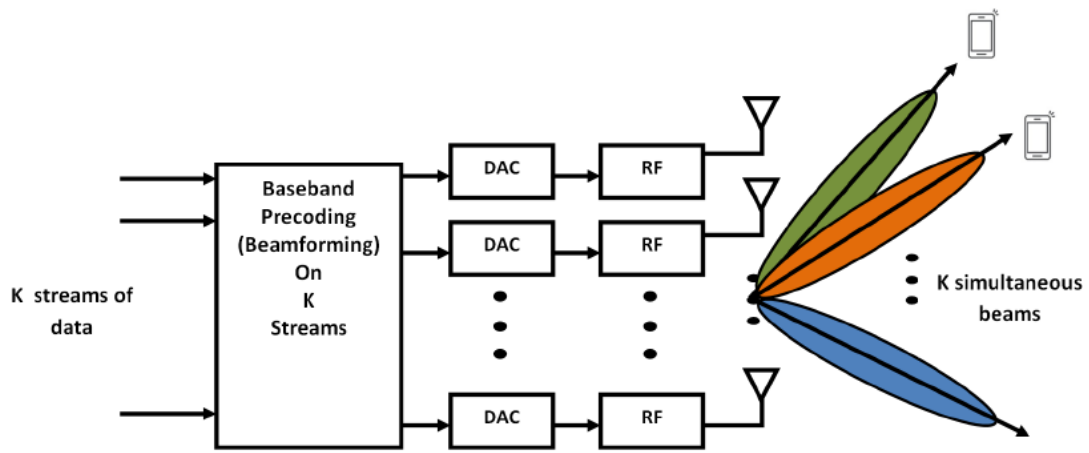 K streams of
data
Baseband
Precoding
(Beamforming)
On
K
Streams
DAC
RF
DAC
RF
DAC
RF
K simultaneous
beams